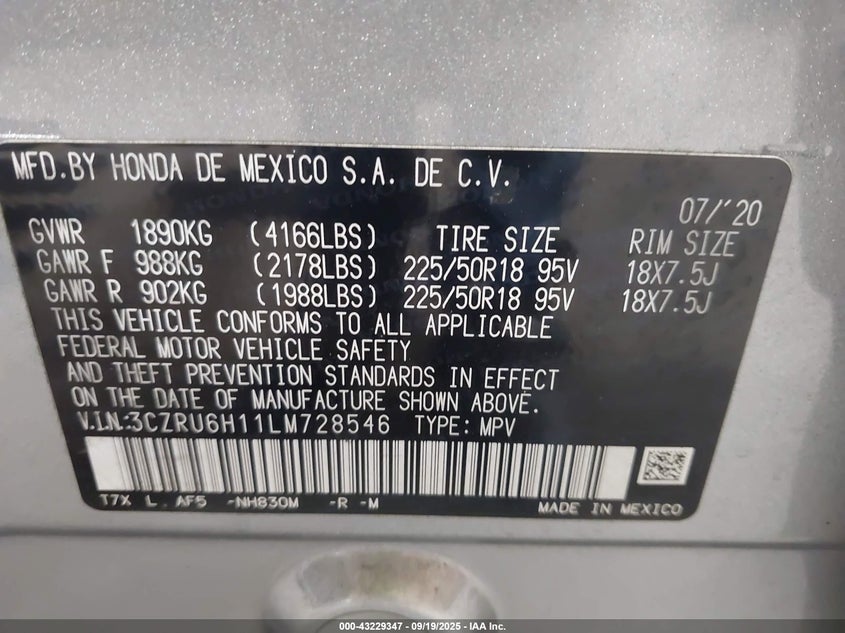 MFD.BY HONDA DE MEXICO S.A. DE C.V.
07/'20
GVWR 1890KG (4166LBS) TIRE SIZE RIM SIZE
GAWR F 988KG (2178LBS) 225/50R18 95V 18X7.5J
GAWR R 902KG (1988LBS) 225/50R18 95V 18X7.5J
THIS VEHICLE CONFORMS TO ALL APPLICABLE
FEDERAL MOTOR VEHICLE SAFETY
AND THEFT PREVENTION STANDARDS IN EFFECT
ON THE DATE OF MANUFACTURE SHOWN ABOVE.
V.I.N:3CZRU6H11LM728546 TYPE: MPV
T7X L AF5 -NH830M -R -M MADE IN MEXICO
000-43229347 - 09/19/2025 - IAA Inc.